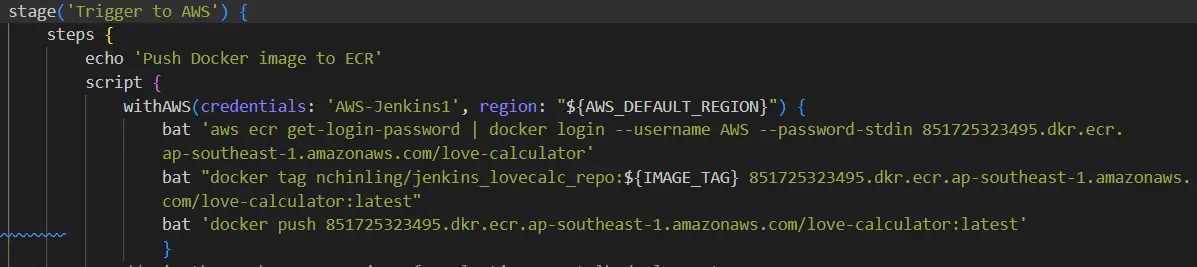 stage('Trigger to AWS') {
steps {
echo 'Push Docker image to ECR'
script {
withAWS(credentials: 'AWS-Jenkins1', region: "${AWS_DEFAULT_REGION}") {
bat 'aws ecr get-login-password | docker login --username AWS --password-stdin 851725323495.dkr.ecr.
ap-southeast-1.amazonaws.com/love-calculator'
bat "docker tag nchinling/jenkins_lovecalc_repo:${IMAGE_TAG} 851725323495.dkr.ecr.ap-southeast-1.amazonaws.
com/love-calculator:latest"
bat 'docker push 851725323495.dkr.ecr.ap-southeast-1.amazonaws.com/love-calculator:latest'
}